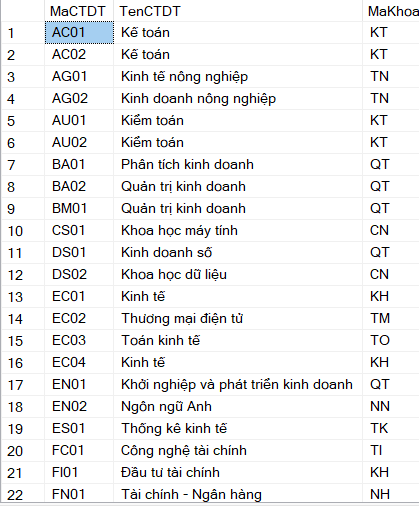 MaCTDT TenCTDT MaKhoa
1 AC01 Kế toán KT
2 AC02 Kế toán KT
3 AG01 Kinh tế nông nghiệp TN
4 AG02 Kinh doanh nông nghiệp TN
5 AU01 Kiểm toán KT
6 AU02 Kiểm toán KT
7 BA01 Phân tích kinh doanh QT
8 BA02 Quản trị kinh doanh QT
9 BM01 Quản trị kinh doanh QT
10 CS01 Khoa học máy tính CN
11 DS01 Kinh doanh số QT
12 DS02 Khoa học dữ liệu CN
13 EC01 Kinh tế KH
14 EC02 Thương mại điện tử TM
15 EC03 Toán kinh tế TO
16 EC04 Kinh tế KH
17 EN01 Khởi nghiệp và phát triển kinh doanh QT
18 EN02 Ngôn ngữ Anh NN
19 ES01 Thống kê kinh tế TK
20 FC01 Công nghệ tài chính TI
21 FI01 Đầu tư tài chính KH
22 FN01 Tài chính - Ngân hàng NH